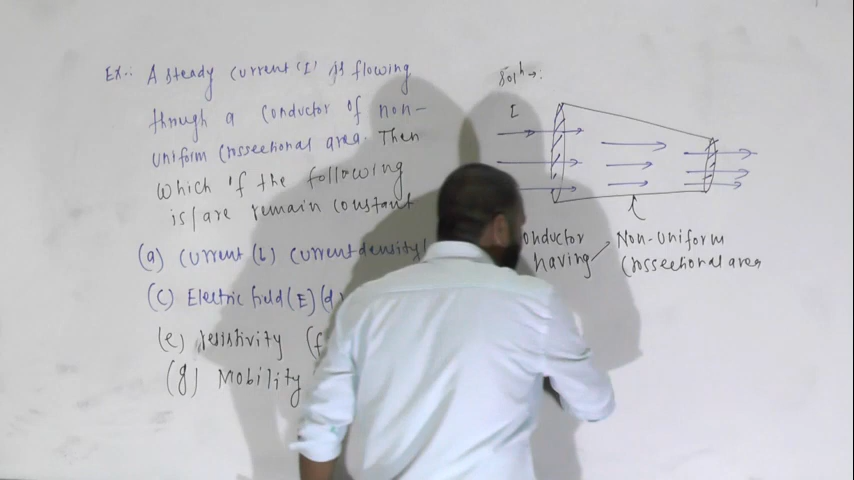 Ex:. A steady current 'I' is flowing
through a conductor of non-
uniform crossectional area. Then
which of the following
is/are remain constant
(a) current (b) current density
(c) Electric field (E) (d)
(e) resistivity (f
(g) Mobility
Solⁿ →:
I
l
onductor
having
Non-uniform
crossectional area